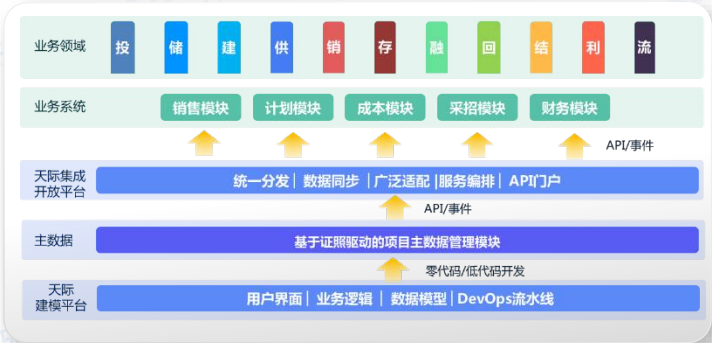 业务领域
投 储 建 供 销 存 融 回 结 利 流
业务系统
销售模块 计划模块 成本模块 采招模块 财务模块
API/事件
天际集成
开放平台
统一分发| 数据同步 |广泛适配 |服务编排| API门户
API/事件
主数据
基于证照驱动的项目主数据管理模块
零代码/低代码开发
天际
建模平台
用户界面| 业务逻辑 | 数据模型|DevOps流水线